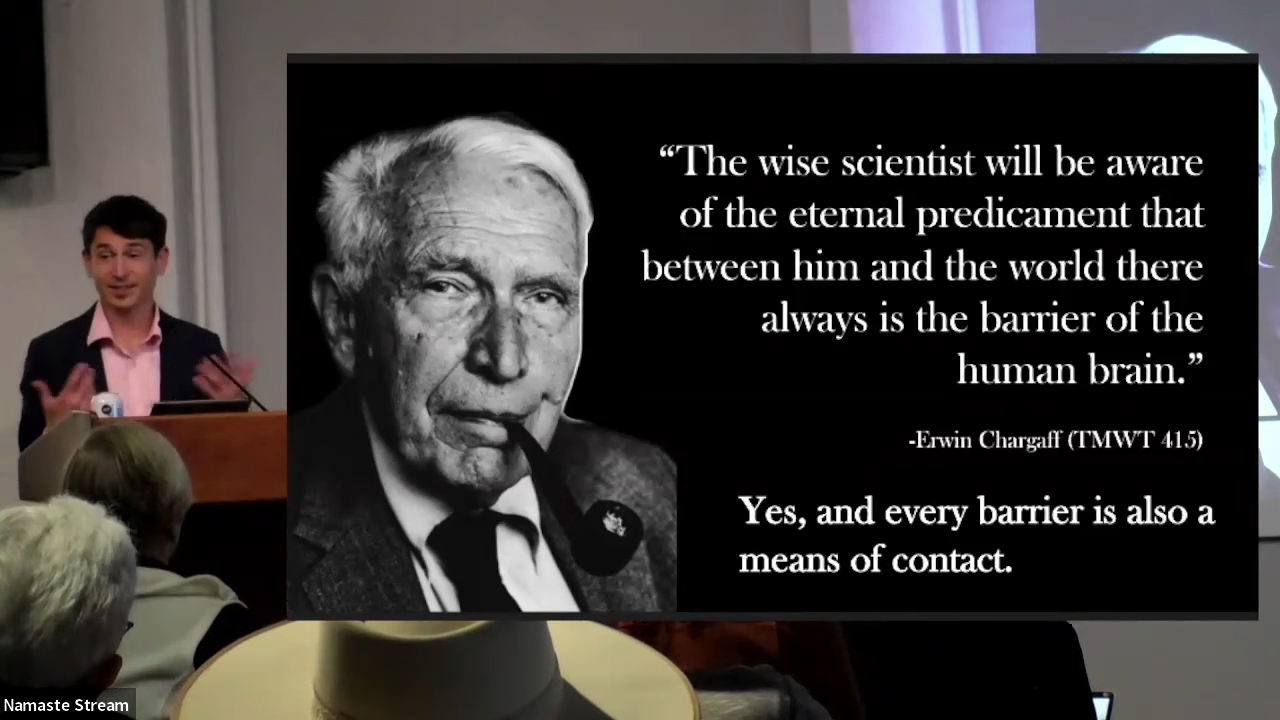 “The wise scientist will be aware
of the eternal predicament that
between him and the world there
always is the barrier of the
human brain.”
-Erwin Chargaff (TMWT 415)
Yes, and every barrier is also a
means of contact.
Namaste Stream